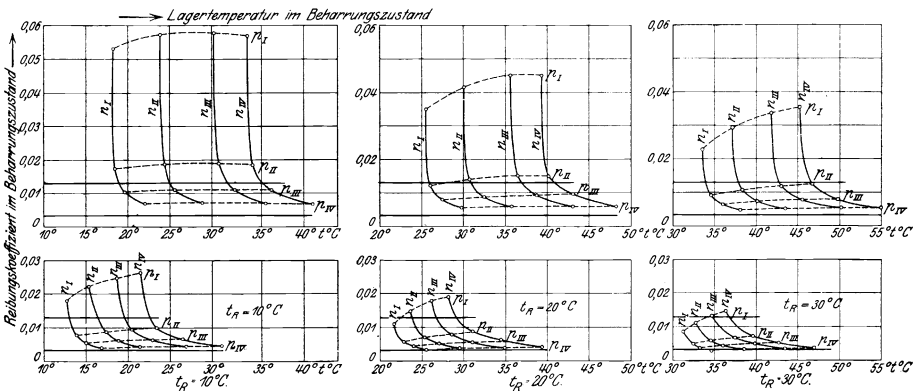 Lagertemperatur im Beharrungszustand
Reibungskoeffizient im Beharrungszustand
0,06
0,05
0,04
0,03
0,02
0,01
0
10° 15° 20° 25° 30° 35° 40° t°C
n_I n_II n_III n_IV
p_I
p_II
p_III
p_IV
0,06
0,04
0,02
0
20° 25° 30° 35° 40° 45° 50° t°C
n_I n_II n_III n_IV
p_I
p_II
p_III
p_IV
0,06
0,04
0,02
0
30 35 40 45 50 55 t°C
n_I n_II n_III n_IV
p_I
p_II
p_III
p_IV
0,03
0,02
0,01
0
10° 15° 20° 25° 30° 35° 40° t°C
n_I n_II n_III n_IV
p_I
p_II
p_III
p_IV
t_R = 10°C
t_R = 10°C.
0,03
0,02
0,01
0
20° 25° 30° 35° 40° 45° 50° t°C
n_I n_II n_III n_IV
p_I
p_II
p_III
p_IV
t_R = 20°C
t_R = 20°C.
0,03
0,02
0,01
0
30° 35° 40° 45° 50° 55° t°C
n_I n_II n_III n_IV
p_I
p_II
p_III
p_IV
t_R = 30°C
t_R = 30°C.